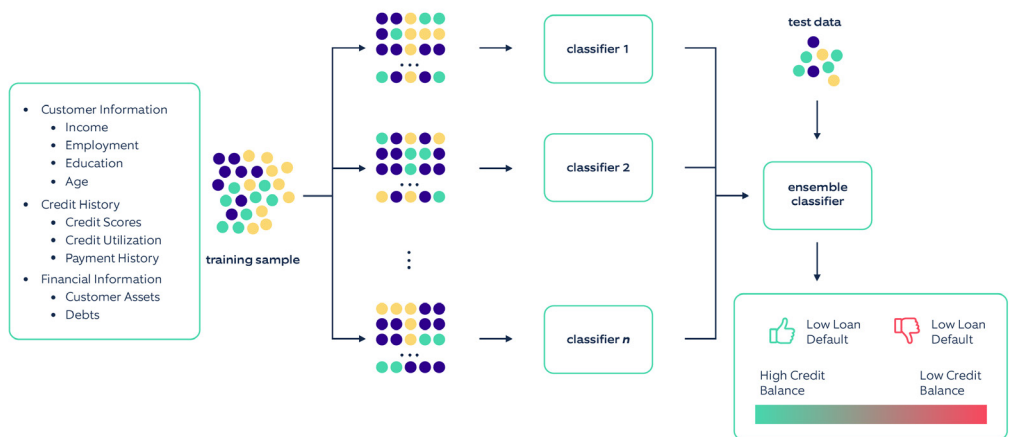 Customer Information
Income
Employment
Education
Age
Credit History
Credit Scores
Credit Utilization
Payment History
Financial Information
Customer Assets
Debts
training sample
...
classifier 1
...
classifier 2
...
classifier n
test data
ensemble
classifier
Low Loan
Default
Low Loan
Default
High Credit
Balance
Low Credit
Balance